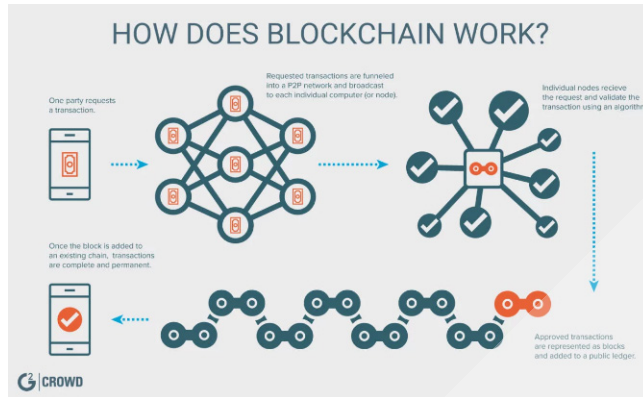 HOW DOES BLOCKCHAIN WORK?
One party requests
a transaction.
Requested transactions are funneled
into a P2P network and broadcast
to each individual computer (or node).
Individual nodes recieve
the request and validate the
transaction using an algorithm
Once the block is added to
an existing chain, transactions
are complete and permanent.
Approved transactions
are represented as blocks
and added to a public ledger.
G2 CROWD